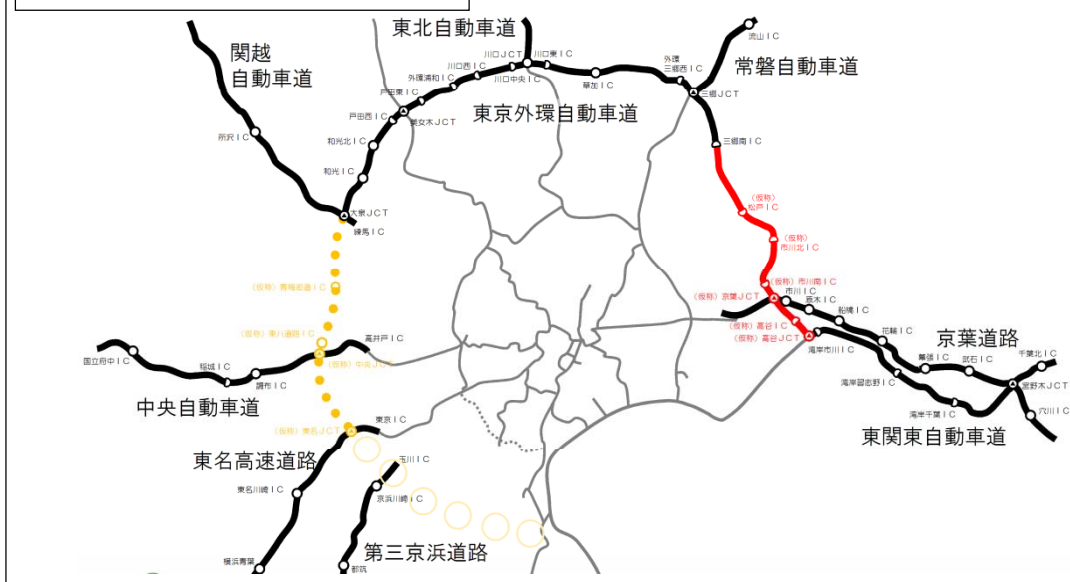 東北自動車道
関越
自動車道
流山ＩＣ
常磐自動車道
川口ＪＣＴ
川口東ＩＣ
川口西ＩＣ
川口中央ＩＣ
外環浦和ＩＣ
戸田東ＩＣ
戸田西ＩＣ
美女木ＪＣＴ
草加ＩＣ
外環
三郷西ＩＣ
三郷ＪＣＴ
東京外環自動車道
所沢ＩＣ
和光北ＩＣ
和光ＩＣ
三郷南ＩＣ
大泉ＪＣＴ
練馬ＩＣ
（仮称）
松戸ＩＣ
（仮称）
市川北ＩＣ
（仮称）青梅街道ＩＣ
（仮称）市川南ＩＣ
（仮称）京葉ＪＣＴ
市川ＩＣ
原木ＩＣ
船橋ＩＣ
（仮称）高谷ＩＣ
（仮称）高谷ＪＣＴ
湾岸市川ＩＣ
花輪ＩＣ
京葉道路
（仮称）東八道路ＩＣ
高井戸ＩＣ
国立府中ＩＣ
稲城ＩＣ
調布ＩＣ
（仮称）中央ＪＣＴ
中央自動車道
幕張ＩＣ
武石ＩＣ
千葉北ＩＣ
宮野木ＪＣＴ
湾岸習志野ＩＣ
湾岸千葉ＩＣ
穴川ＩＣ
東関東自動車道
東京ＩＣ
（仮称）東名ＪＣＴ
東名高速道路
玉川ＩＣ
東名川崎ＩＣ
京浜川崎ＩＣ
第三京浜道路
横浜青葉
都筑